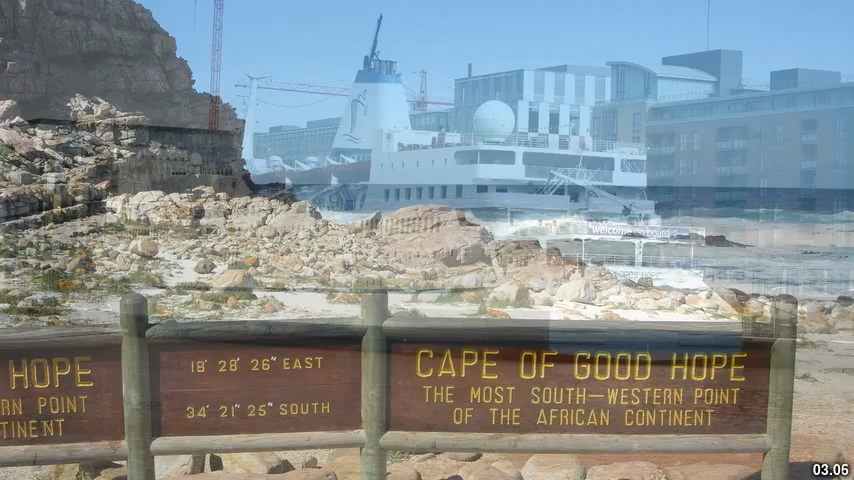 "welcome on board"
HOPE
RN POINT
TINENT
18° 28' 26" EAST
34° 21' 25" SOUTH
CAPE OF GOOD HOPE
THE MOST SOUTH-WESTERN POINT
OF THE AFRICAN CONTINENT
03.05